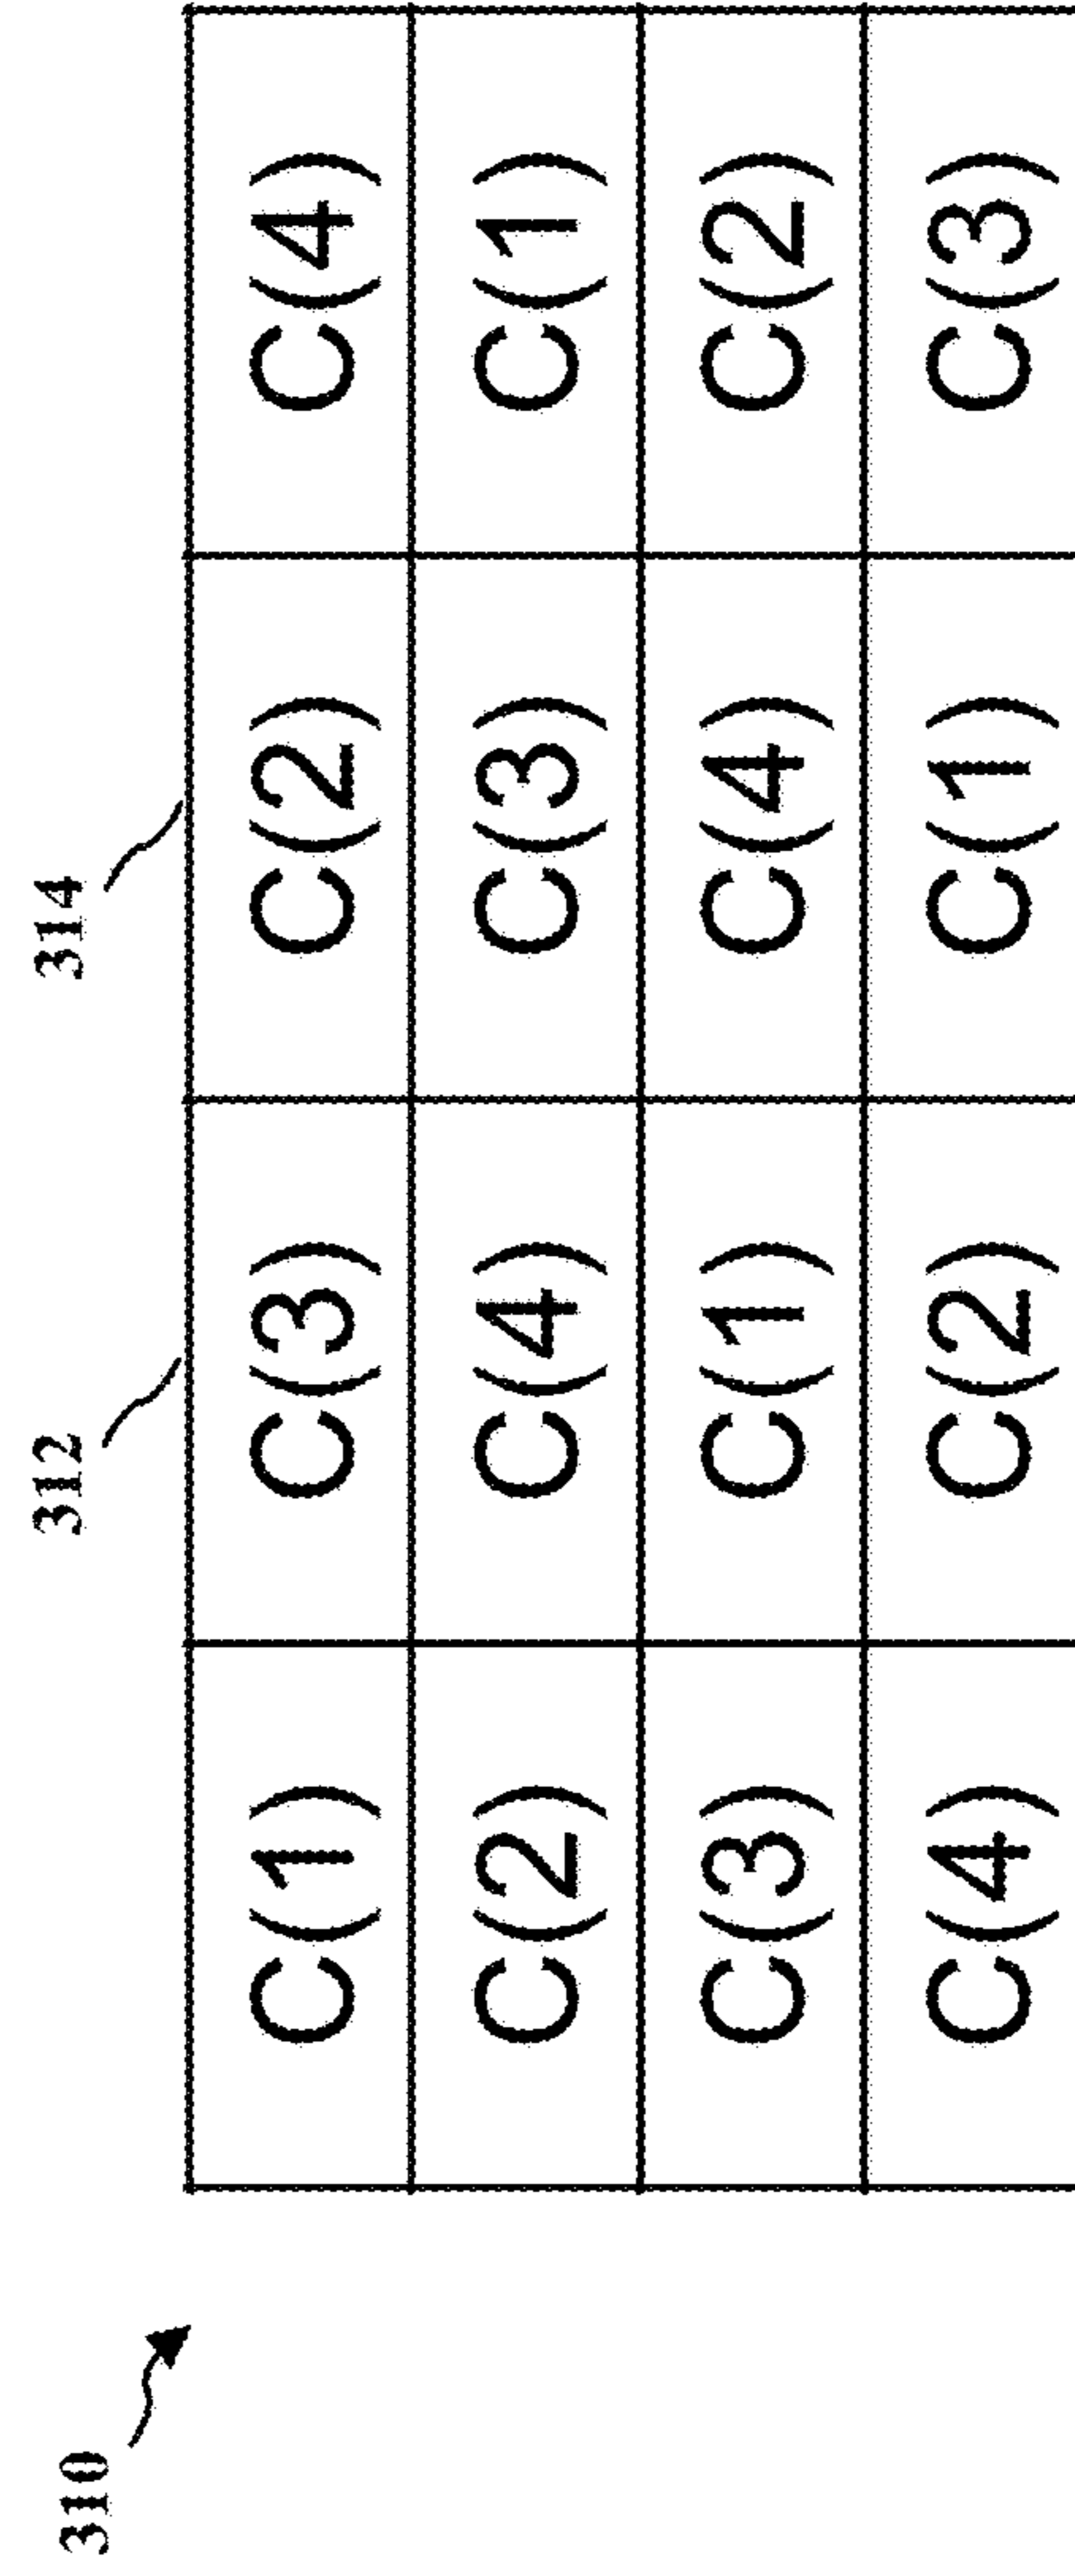 310 312 314
C(1) C(3) C(2) C(4)
C(2) C(4) C(3) C(1)
C(3) C(1) C(4) C(2)
C(4) C(2) C(1) C(3)